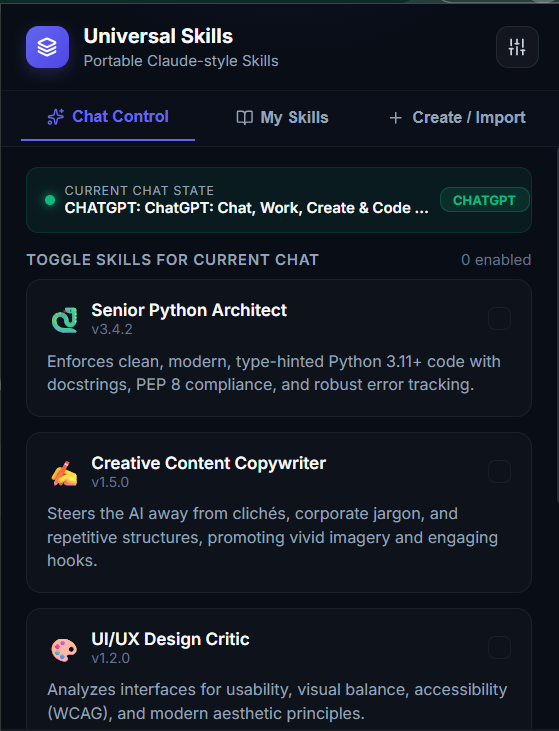 Universal Skills
Portable Claude-style Skills
Chat Control
My Skills
Create / Import
CURRENT CHAT STATE
CHATGPT: ChatGPT: Chat, Work, Create & Code ...
CHATGPT
TOGGLE SKILLS FOR CURRENT CHAT
0 enabled
Senior Python Architect
v3.4.2
Enforces clean, modern, type-hinted Python 3.11+ code with
docstrings, PEP 8 compliance, and robust error tracking.
Creative Content Copywriter
v1.5.0
Steers the AI away from clichés, corporate jargon, and
repetitive structures, promoting vivid imagery and engaging
hooks.
UI/UX Design Critic
v1.2.0
Analyzes interfaces for usability, visual balance, accessibility
(WCAG), and modern aesthetic principles.